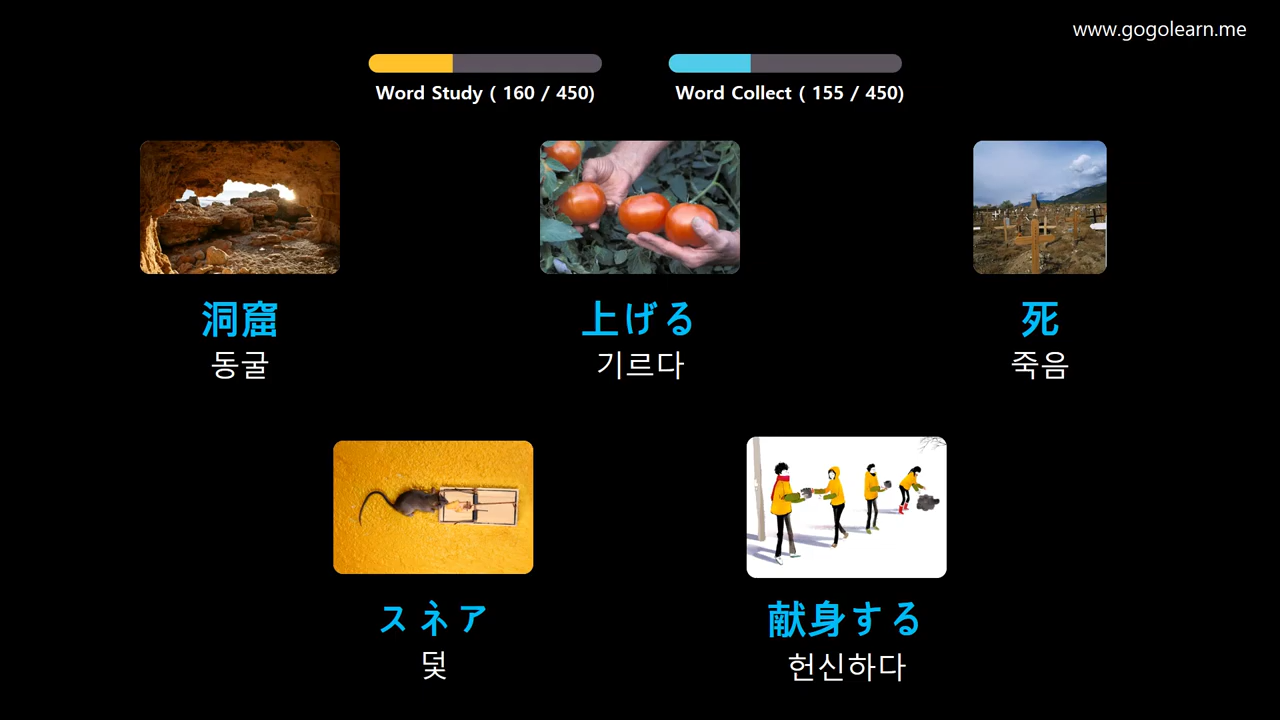 www.gogolearn.me
Word Study ( 160 / 450)
Word Collect ( 155 / 450)
洞窟
동굴
上げる
기르다
死
죽음
スネア
덫
献身する
헌신하다